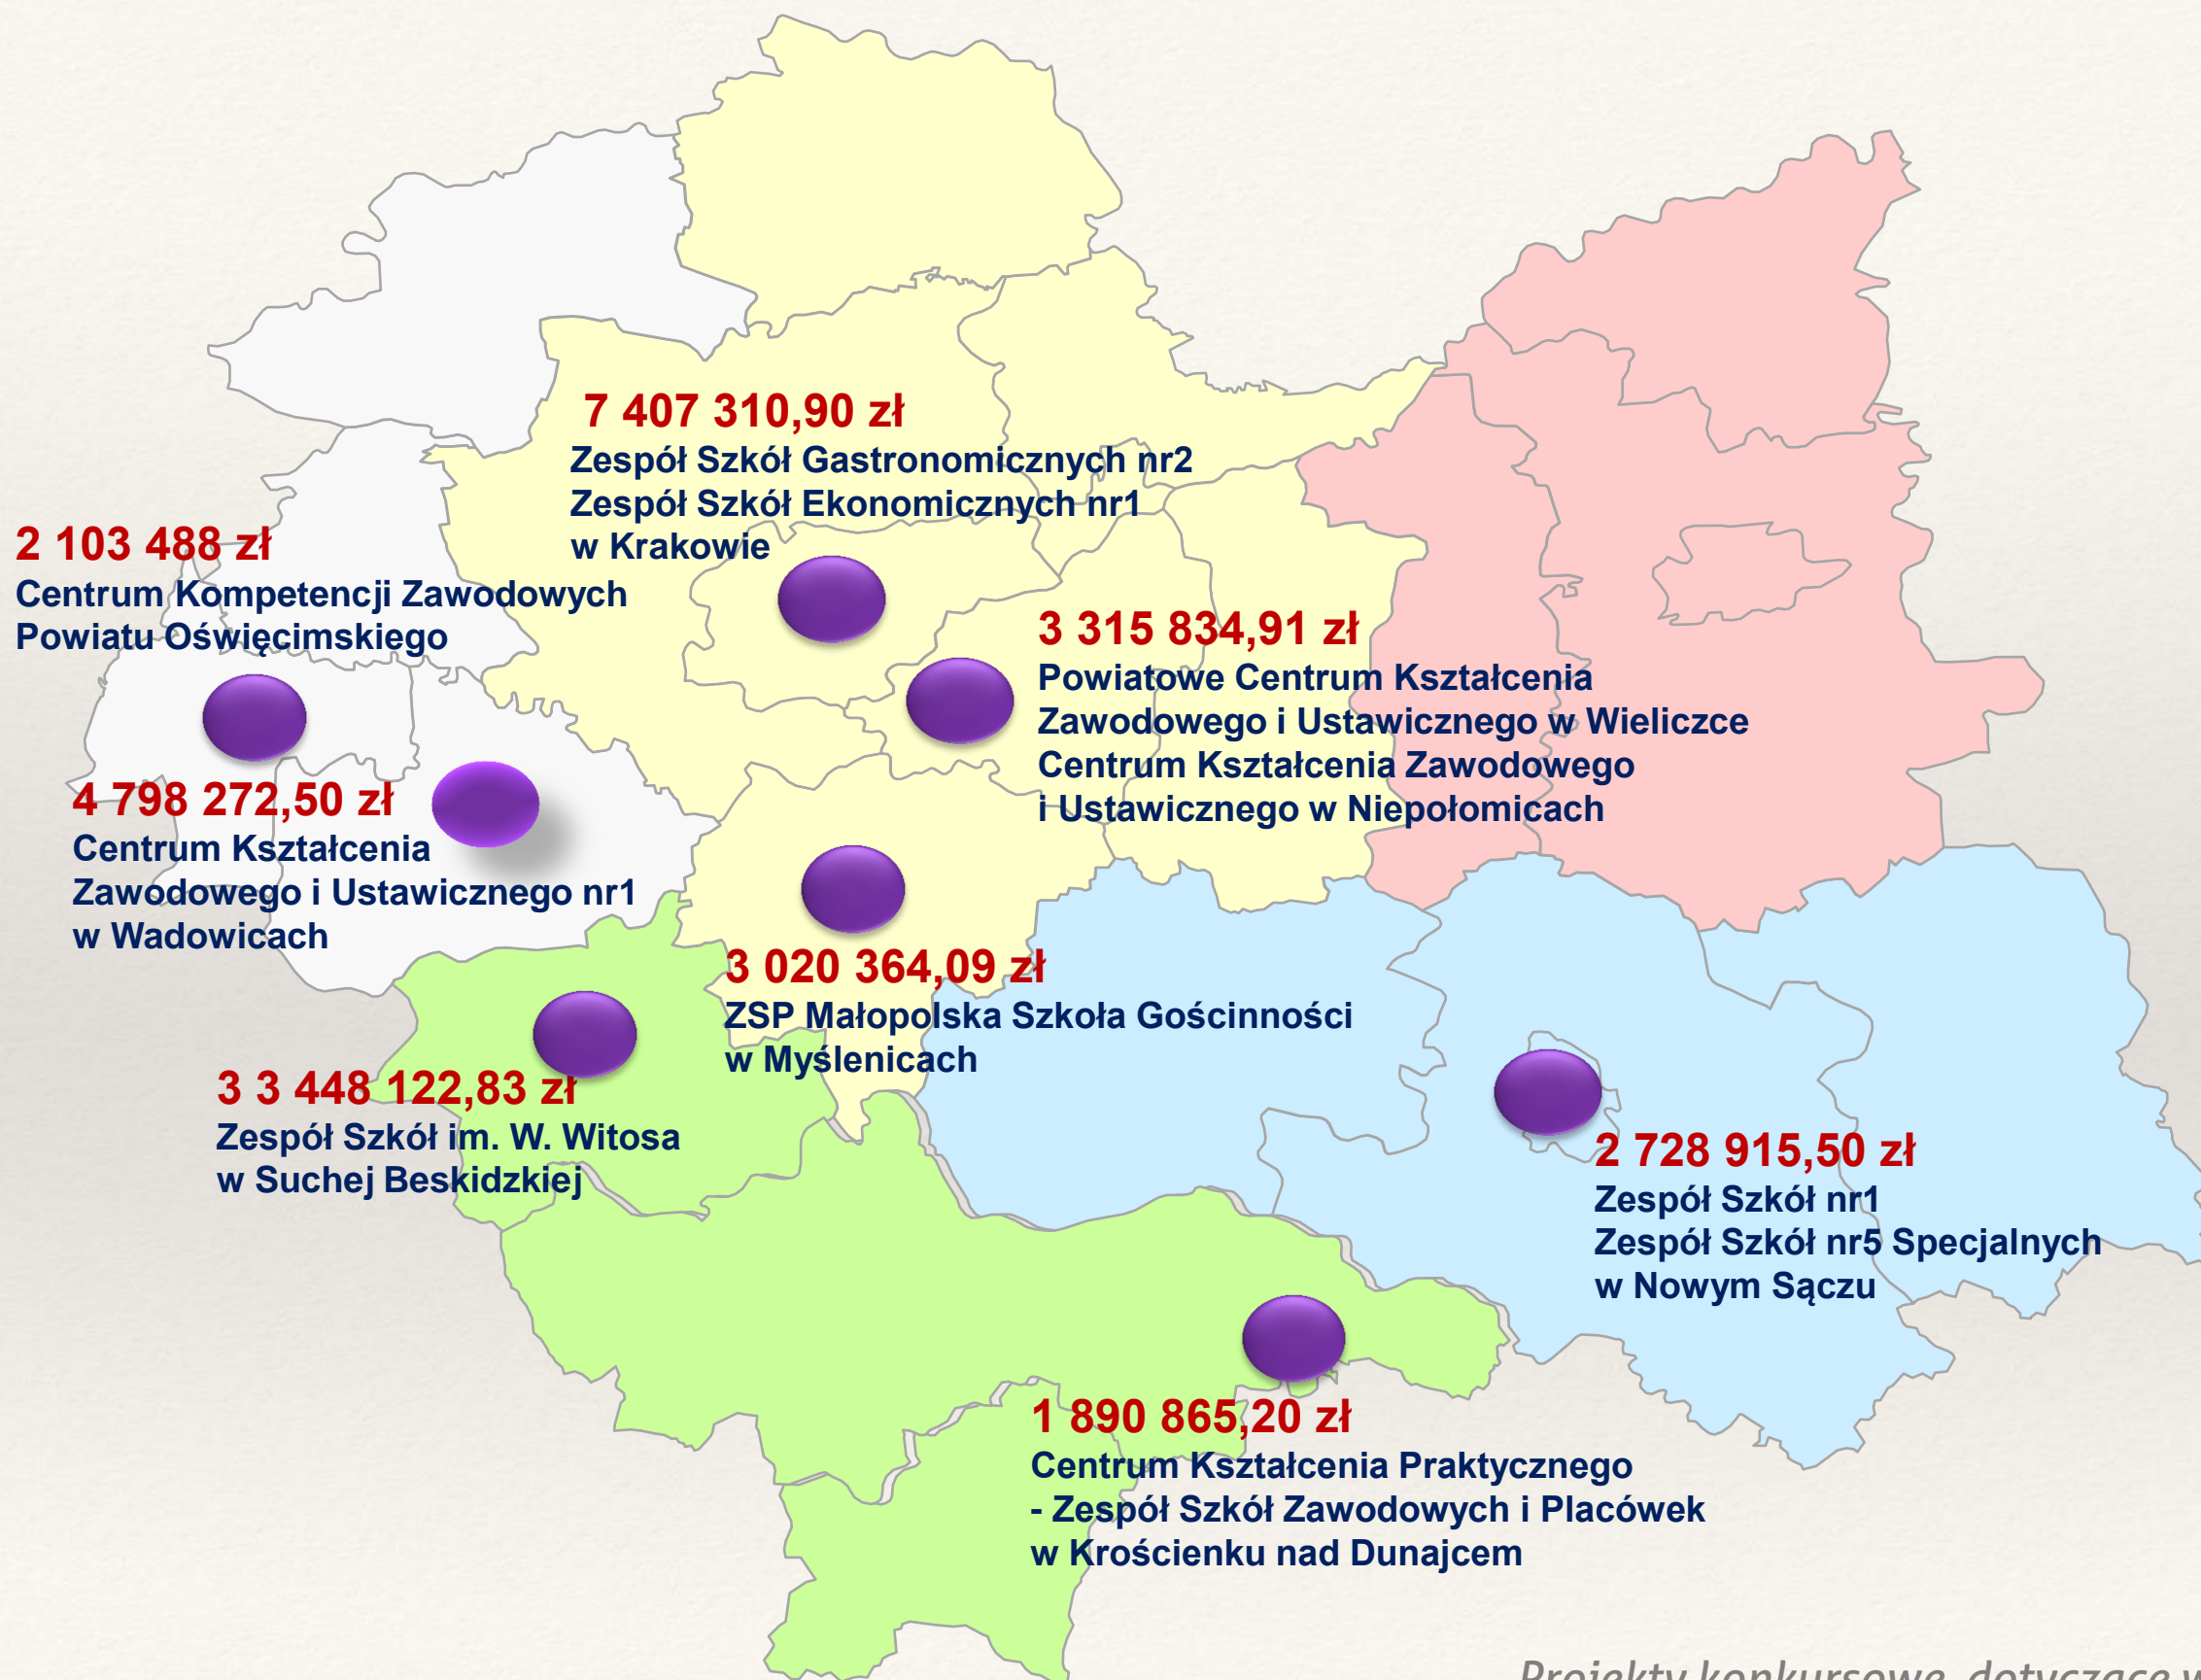 7 407 310,90 zł
Zespół Szkół Gastronomicznych nr2
Zespół Szkół Ekonomicznych nr1
w Krakowie
2 103 488 zł
Centrum Kompetencji Zawodowych
Powiatu Oświęcimskiego
3 315 834,91 zł
Powiatowe Centrum Kształcenia
Zawodowego i Ustawicznego w Wieliczce
Centrum Kształcenia Zawodowego
i Ustawicznego w Niepołomicach
4 798 272,50 zł
Centrum Kształcenia
Zawodowego i Ustawicznego nr1
w Wadowicach
3 020 364,09 zł
ZSP Małopolska Szkoła Gościnności
w Myślenicach
3 3 448 122,83 zł
Zespół Szkół im. W. Witosa
w Suchej Beskidzkiej
2 728 915,50 zł
Zespół Szkół nr1
Zespół Szkół nr5 Specjalnych
w Nowym Sączu
1 890 865,20 zł
Centrum Kształcenia Praktycznego
- Zespół Szkół Zawodowych i Placówek
w Krościenku nad Dunajcem
Projekty konkursowe dotyczące